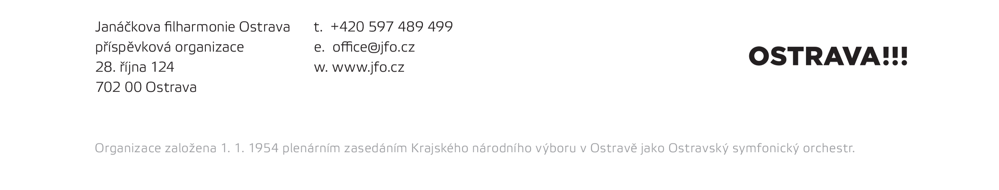 Janáčkova filharmonie Ostrava
příspěvková organizace
28. října 124
702 00 Ostrava
t. +420 597 489 499
e. office@jfo.cz
w. www.jfo.cz
OSTRAVA!!!
Organizace založena 1. 1. 1954 plenárním zasedáním Krajského národního výboru v Ostravě jako Ostravský symfonický orchestr.